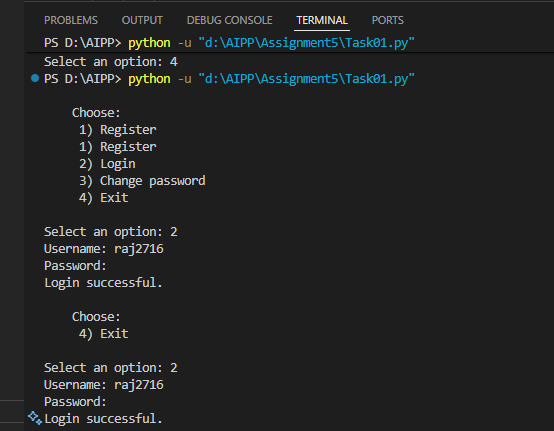 PROBLEMS OUTPUT DEBUG CONSOLE TERMINAL PORTS
PS D:\AIPP> python -u "d:\AIPP\Assignment5\Task01.py"
Select an option: 4
PS D:\AIPP> python -u "d:\AIPP\Assignment5\Task01.py"
Choose:
1) Register
1) Register
2) Login
3) Change password
4) Exit
Select an option: 2
Username: raj2716
Password:
Login successful.
Choose:
4) Exit
Select an option: 2
Username: raj2716
Password:
Login successful.